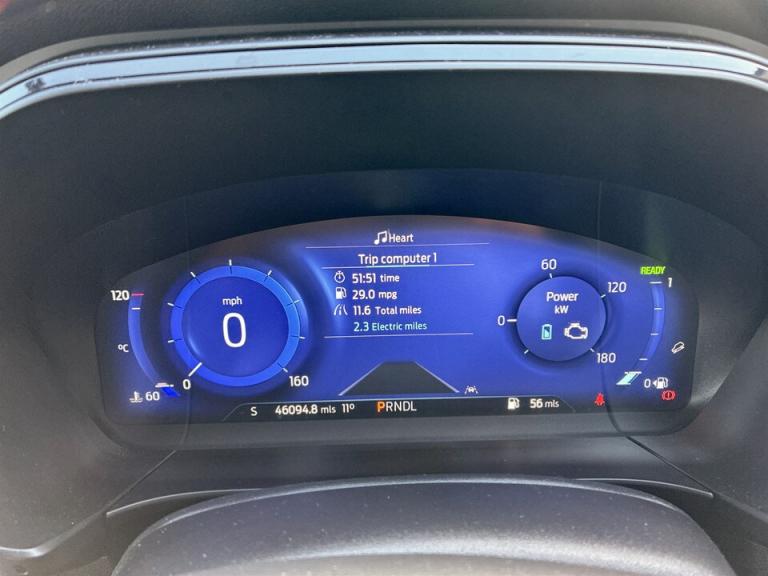 Heart
Trip computer 1
51:51 time
29.0 mpg
11.6 Total miles
2.3 Electric miles
120
°C
60
mph
0
0
160
60
120
0
180
Power
kW
READY
1
0
S 46094.8 mls 11° PRNDL 56 mls